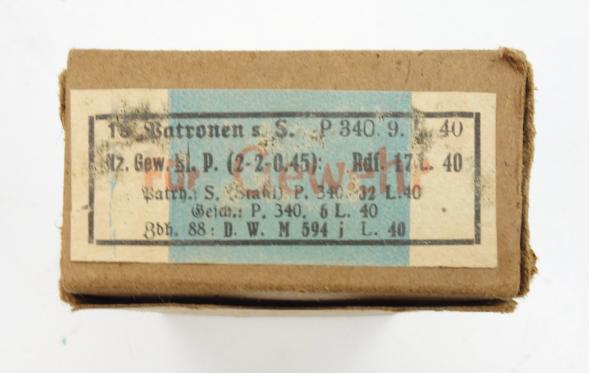 15 Patronen s. S. P 340. 9. L. 40
Nz. Gew. Bl. P. (2·2·0,45): Rdf. 17 L. 40
Patrh.: S. (Stahl) P. 340. 32 L. 40
Gesch.: P. 340. 6 L. 40
Zdh. 88: D. W. M 594 j L. 40
für Gewehr